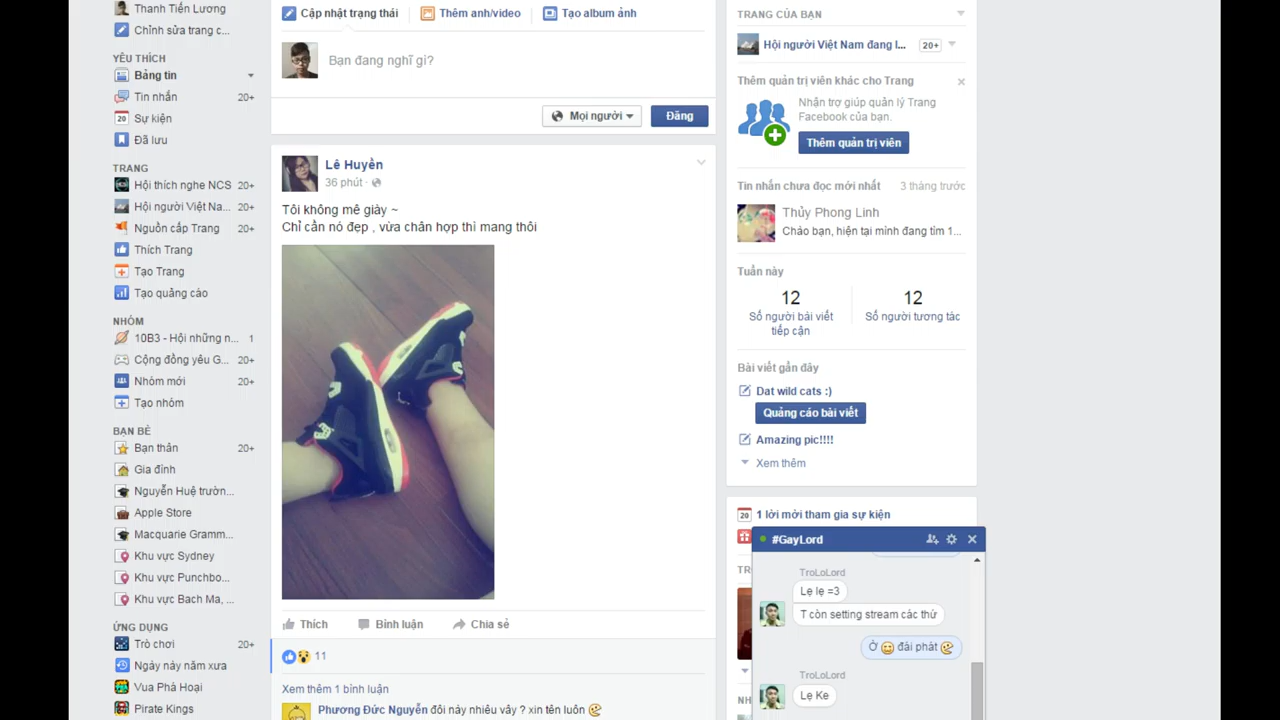 Thanh Tiến Lương
Chỉnh sửa trang c...
YÊU THÍCH
Bảng tin
Tin nhắn 20+
20 Sự kiện
Đã lưu
TRANG
Hội thích nghe NCS 20+
Hội người Việt Na... 20+
Nguồn cấp Trang 20+
Thích Trang
Tạo Trang
Tạo quảng cáo
NHÓM
10B3 - Hội những n... 1
Cộng đồng yêu G... 20+
Nhóm mới 20+
Tạo nhóm
BẠN BÈ
Bạn thân 20+
Gia đình
Nguyễn Huệ trườn...
Apple Store
Macquarie Gramm...
Khu vực Sydney
Khu vực Punchbo...
Khu vực Bach Ma, ...
ỨNG DỤNG
Trò chơi 20+
Ngày này năm xưa
Vua Phá Hoại
Pirate Kings
Cập nhật trạng thái Thêm ảnh/video Tạo album ảnh
Bạn đang nghĩ gì?
Mọi người Đăng
Lê Huyền
36 phút ·
Tôi không mê giày ~
Chỉ cần nó đẹp , vừa chân hợp thì mang thôi
Thích Bình luận Chia sẻ
11
Xem thêm 1 bình luận
Phương Đức Nguyễn đôi này nhiêu vậy ? xin tên luôn
TRANG CỦA BẠN
Hội người Việt Nam đang l... 20+
Thêm quản trị viên khác cho Trang
Nhận trợ giúp quản lý Trang
Facebook của bạn.
Thêm quản trị viên
Tin nhắn chưa đọc mới nhất 3 tháng trước
Thủy Phong Linh
Chào bạn, hiện tại mình đang tìm 1...
Tuần này
12 12
Số người bài viết Số người tương tác
tiếp cận
Bài viết gần đây
Dat wild cats :)
Quảng cáo bài viết
Amazing pic!!!!
Xem thêm
20 1 lời mời tham gia sự kiện
#GayLord
TroLoLord
Lẹ lẹ =3
T còn setting stream các thứ
Ờ đái phát
TroLoLord
Lẹ Ke